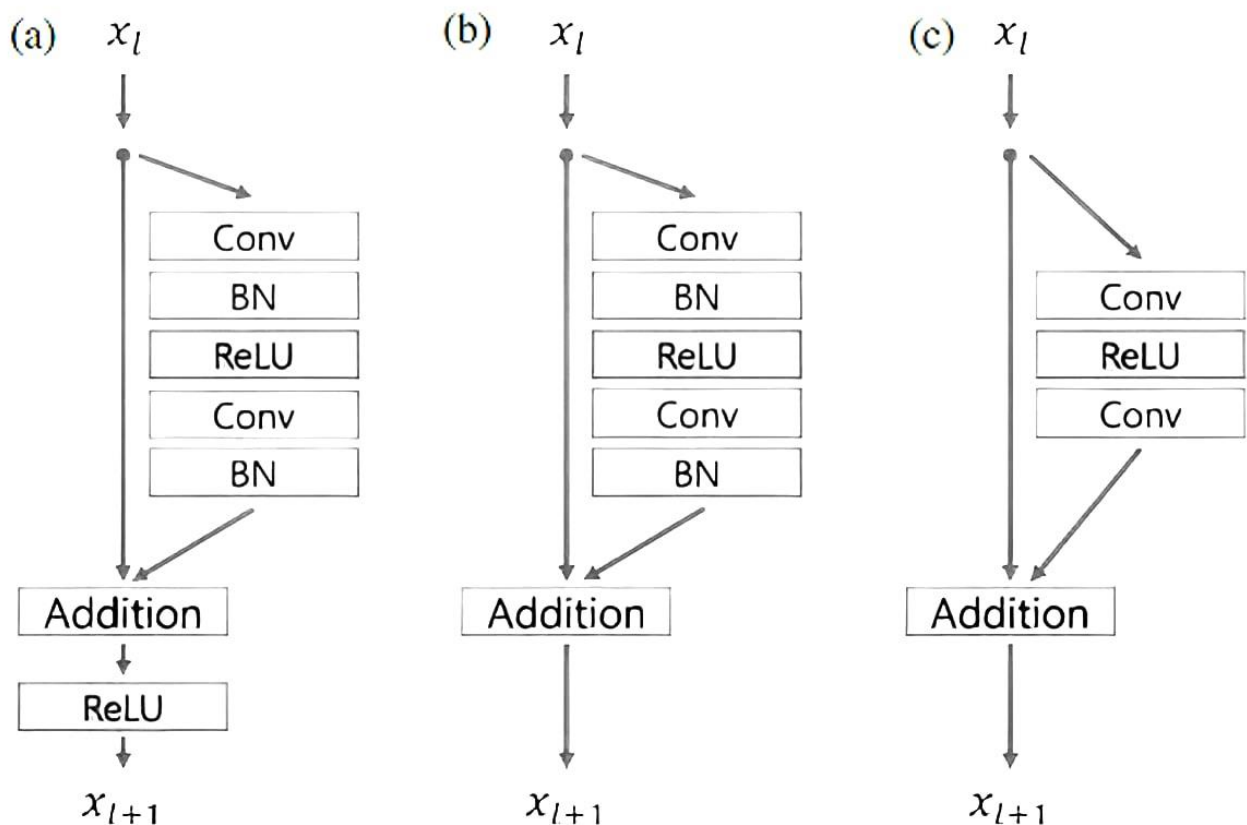 (a) x_l
Conv
BN
ReLU
Conv
BN
Addition
ReLU
x_{l+1}
(b) x_l
Conv
BN
ReLU
Conv
BN
Addition
x_{l+1}
(c) x_l
Conv
ReLU
Conv
Addition
x_{l+1}